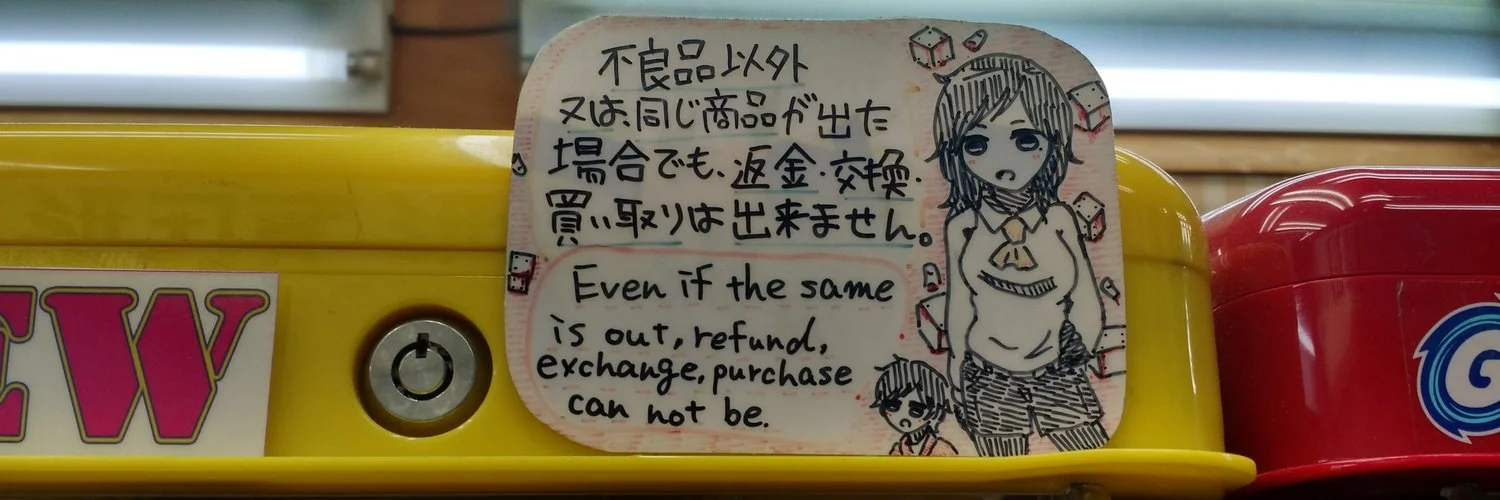 不良品以外
又は、同じ商品が出た
場合でも、返金・交換・
買い取りは出来ません。
Even if the same
is out, refund,
exchange, purchase
can not be.
EW
G